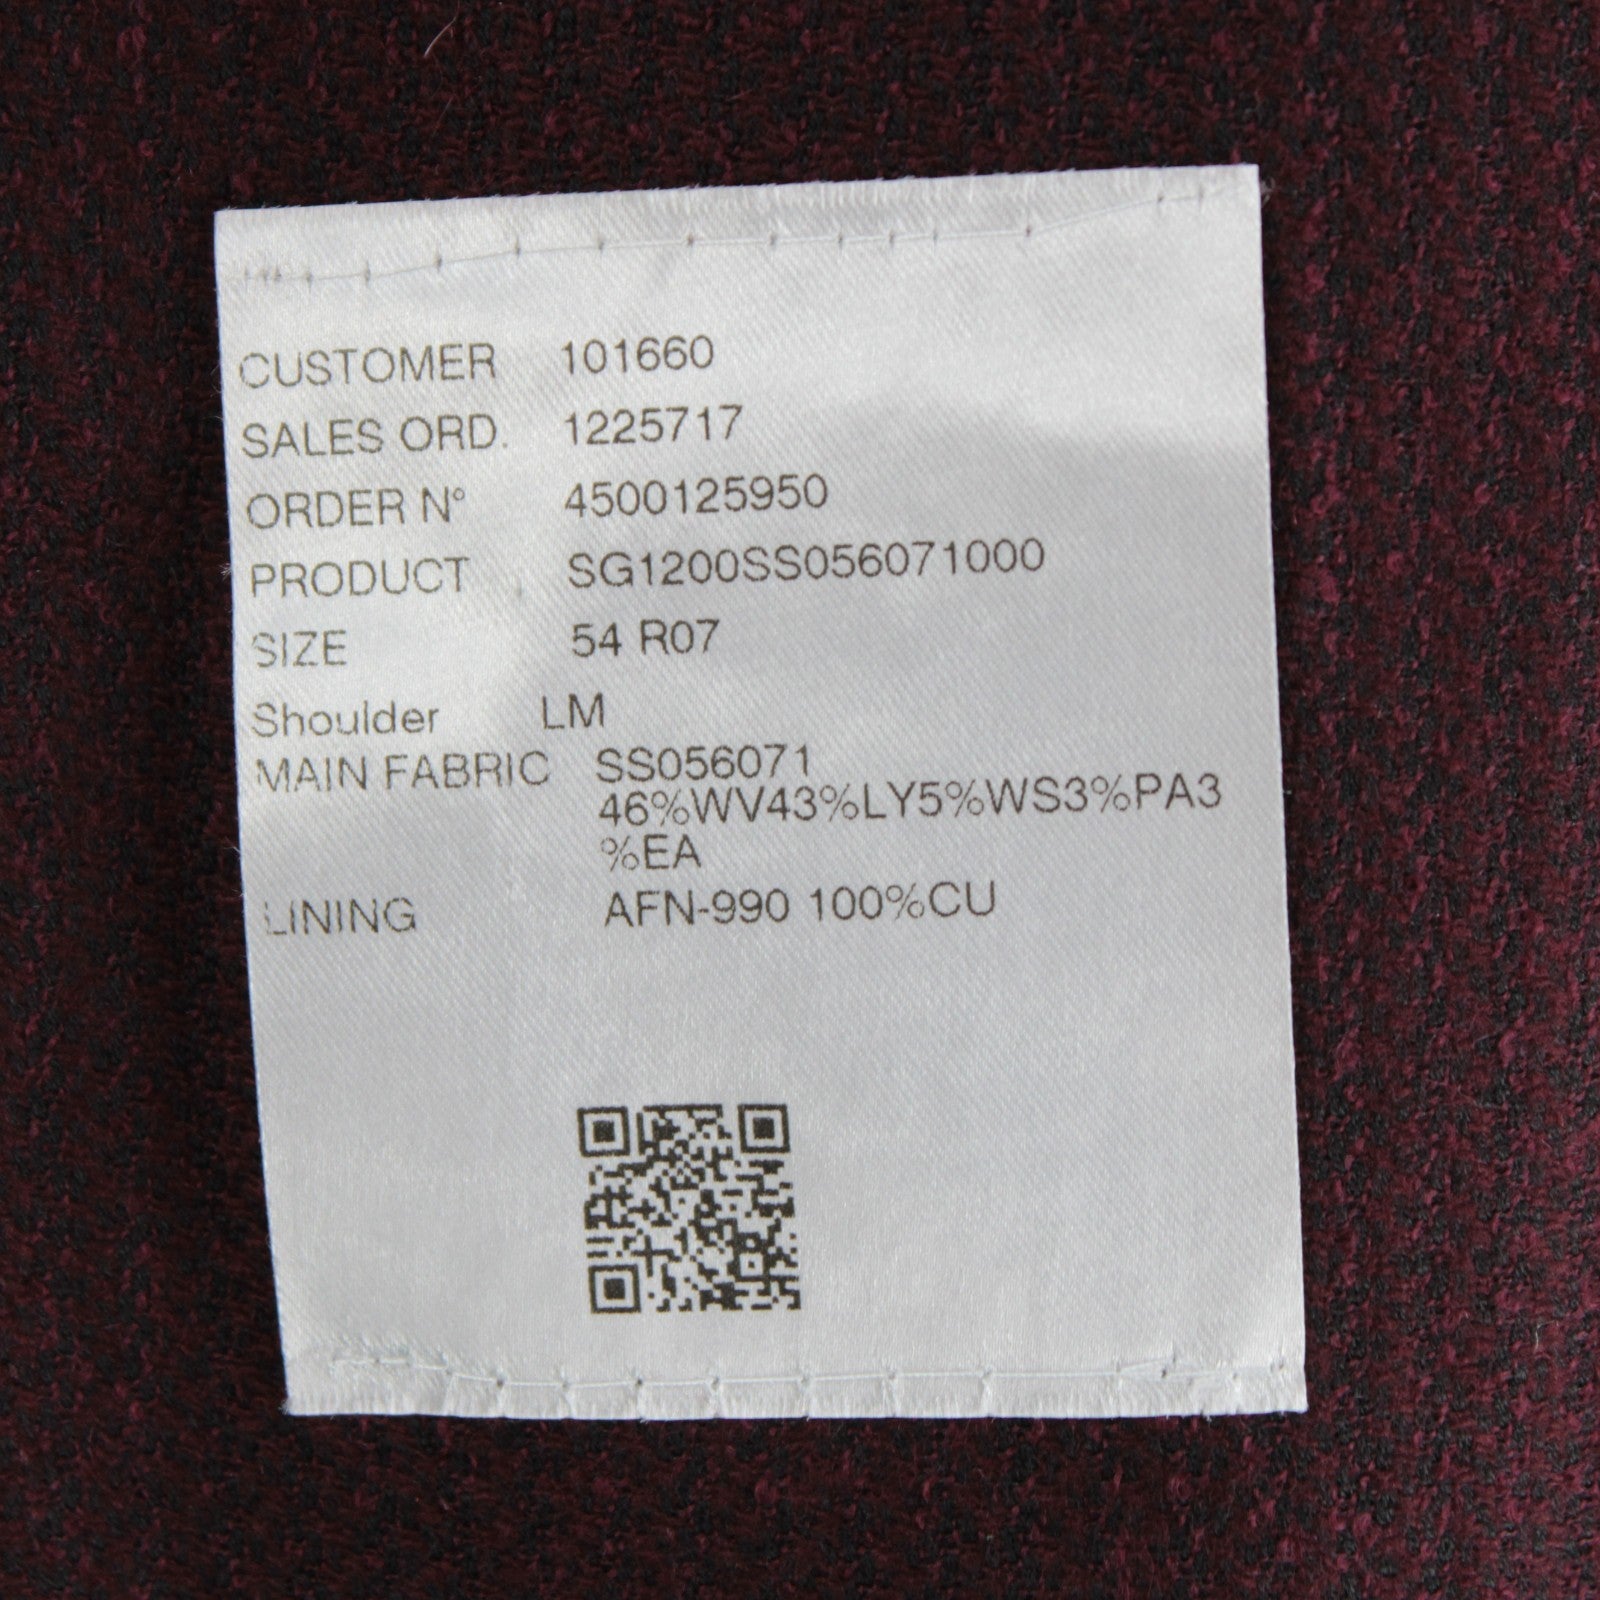 CUSTOMER 101660
SALES ORD. 1225717
ORDER N° 4500125950
PRODUCT SG1200SS056071000
SIZE 54 R07
Shoulder LM
MAIN FABRIC SS056071
46%WV43%LY5%WS3%PA3
%EA
LINING AFN-990 100%CU